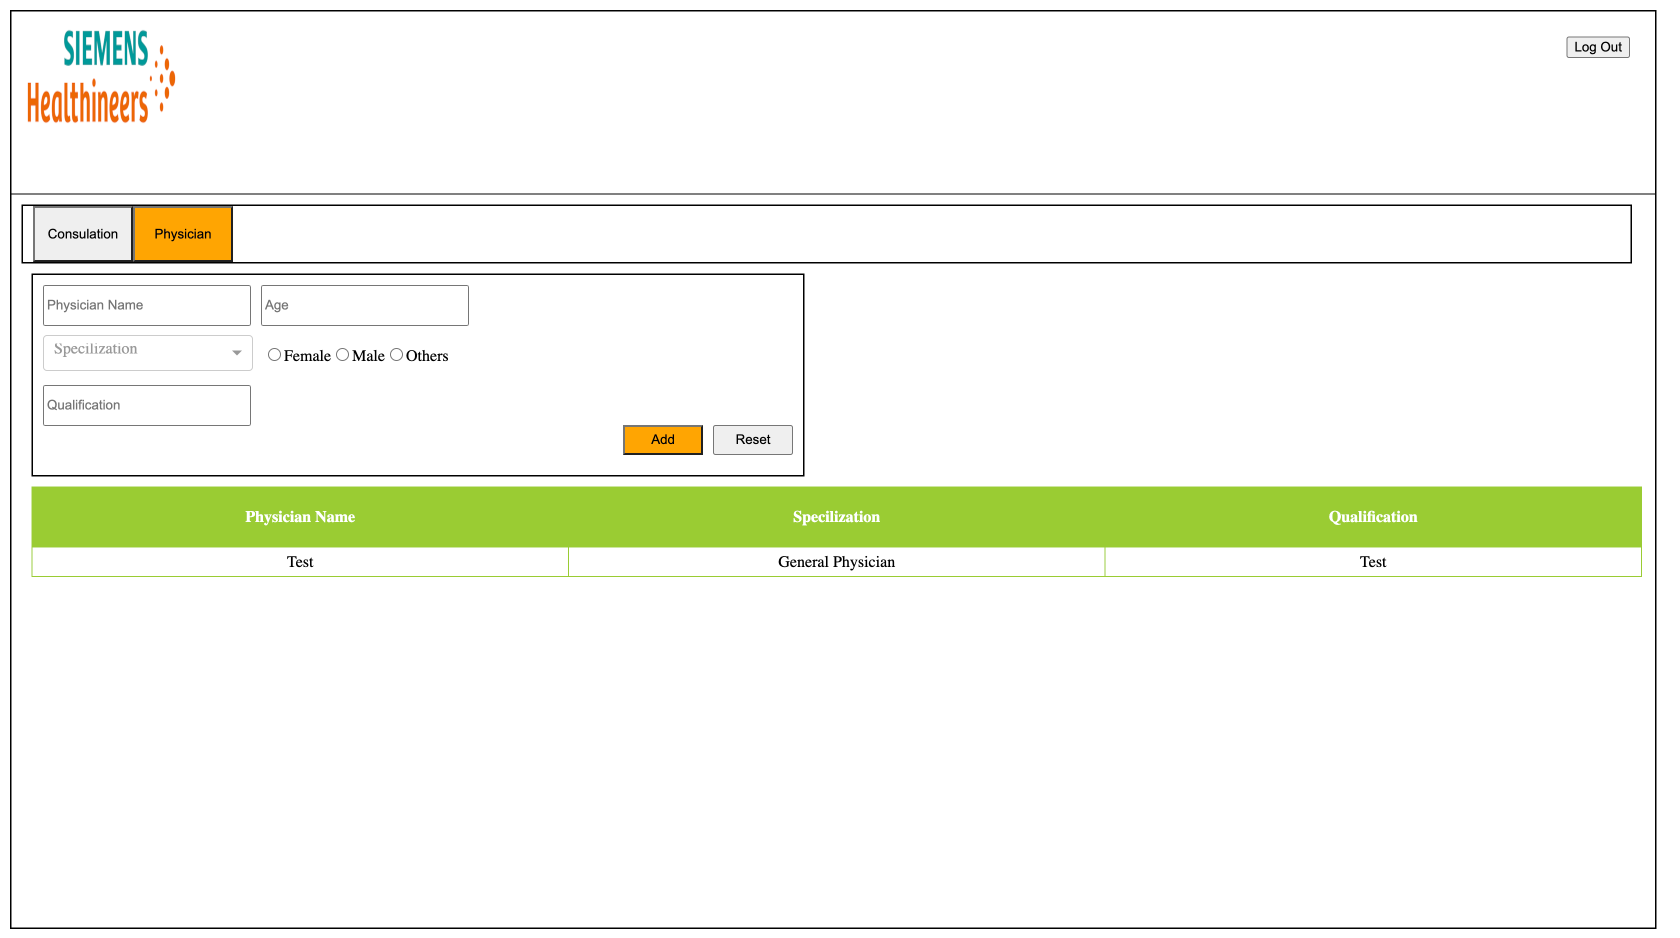 SIEMENS
Healthineers
Log Out
Consulation
Physician
Physician Name
Age
Specilization
Female
Male
Others
Qualification
Add
Reset
Physician Name
Specilization
Qualification
Test
General Physician
Test